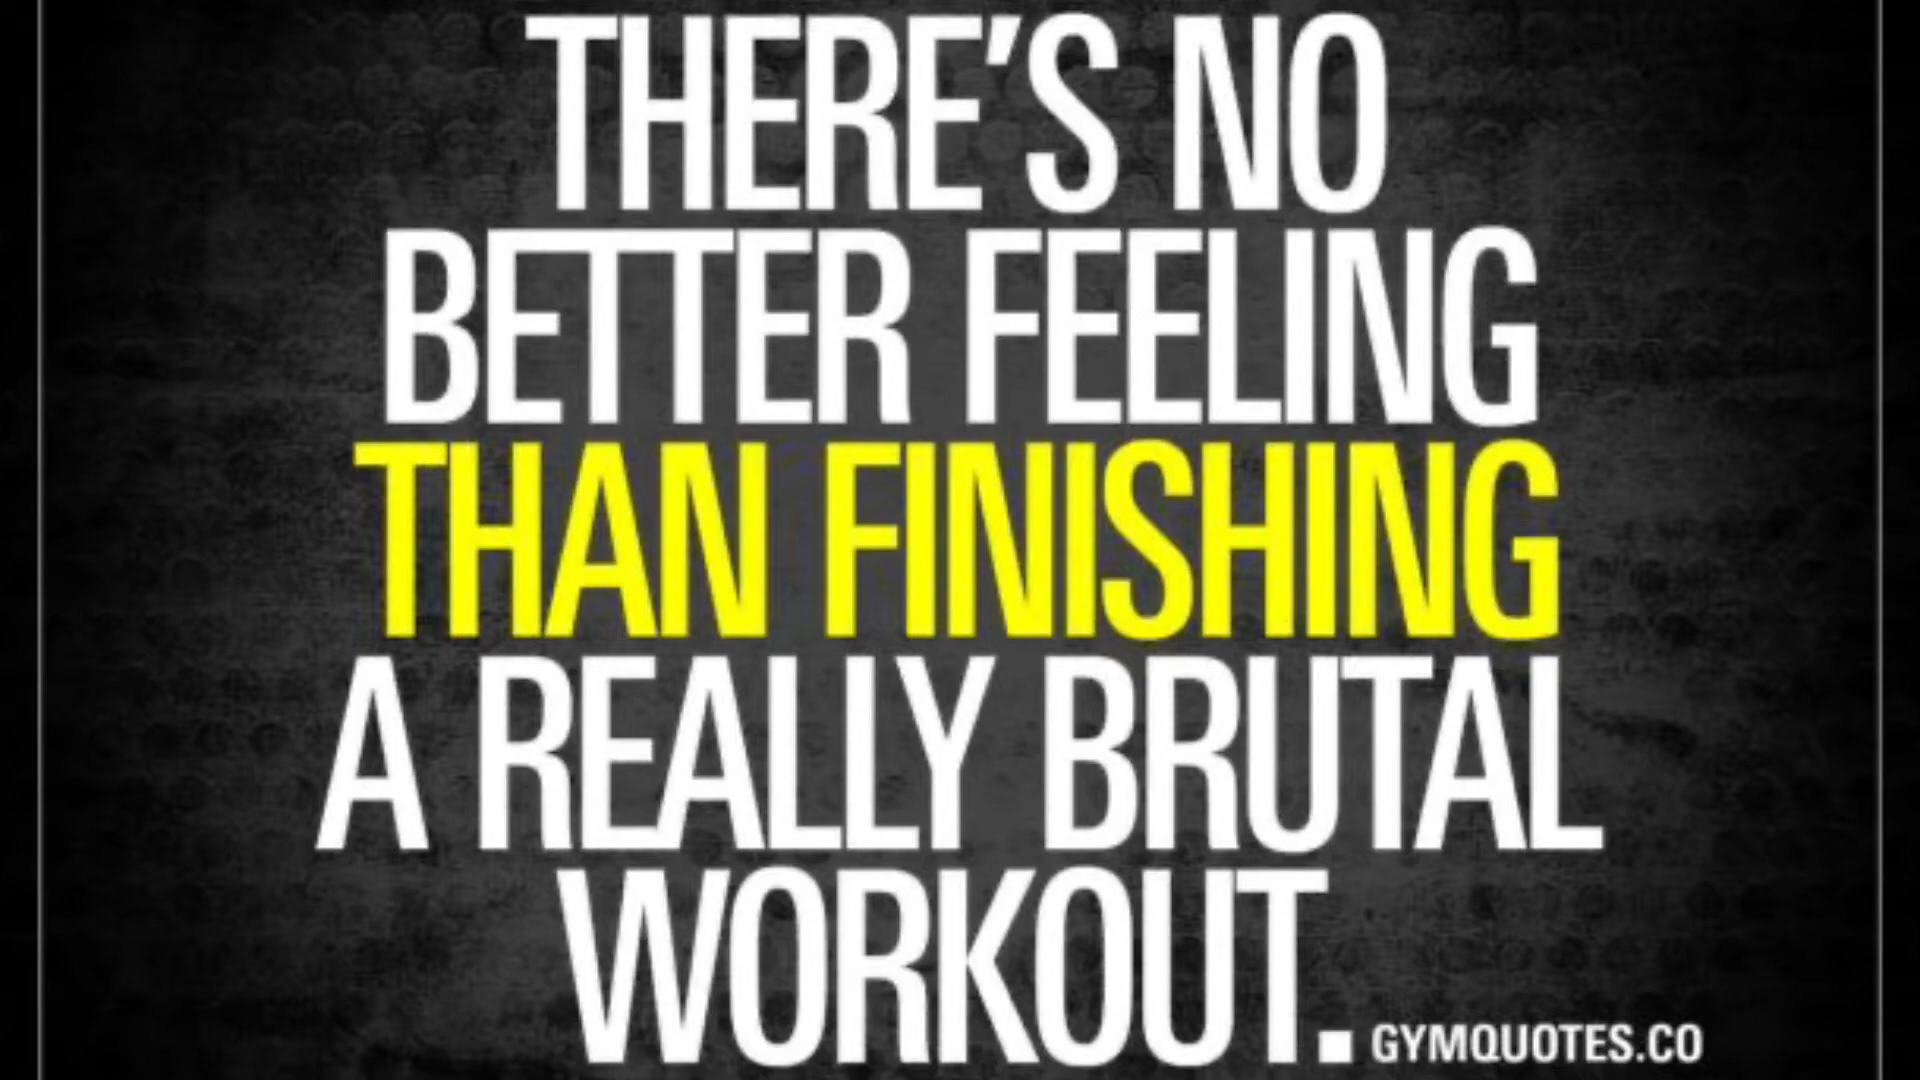 THERE’S NO
BETTER FEELING
THAN FINISHING
A REALLY BRUTAL
WORKOUT.
GYMQUOTES.CO